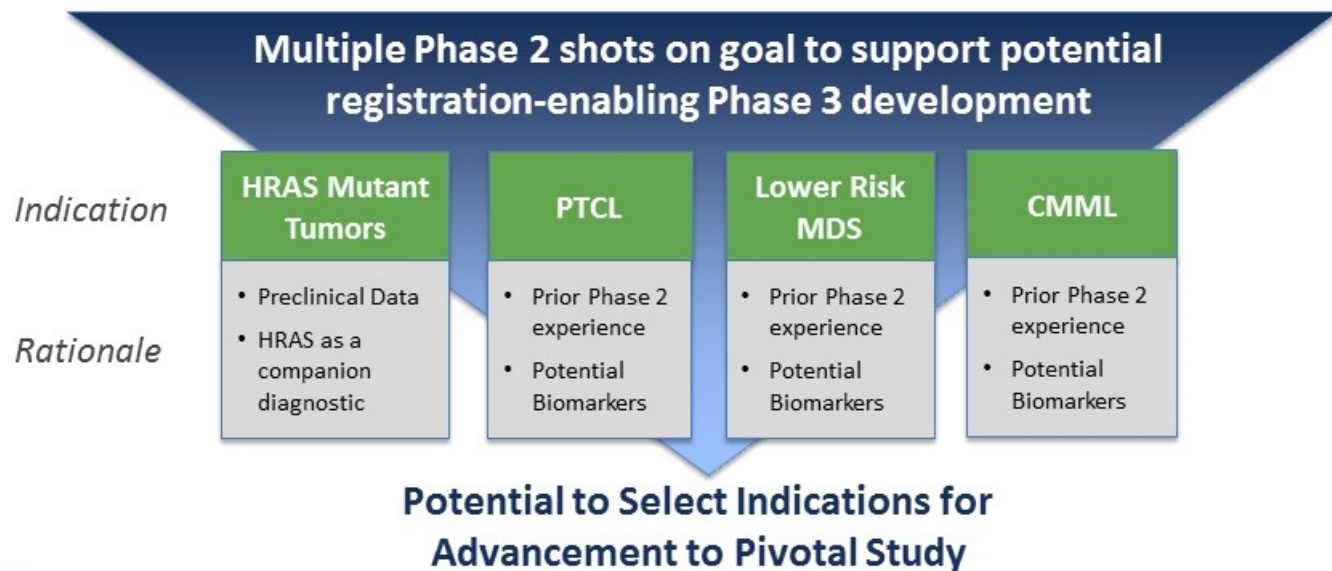 Multiple Phase 2 shots on goal to support potential
registration-enabling Phase 3 development
Indication
HRAS Mutant
Tumors
PTCL
Lower Risk
MDS
CMML
Rationale
• Preclinical Data
• HRAS as a
companion
diagnostic
• Prior Phase 2
experience
• Potential
Biomarkers
• Prior Phase 2
experience
• Potential
Biomarkers
• Prior Phase 2
experience
• Potential
Biomarkers
Potential to Select Indications for
Advancement to Pivotal Study